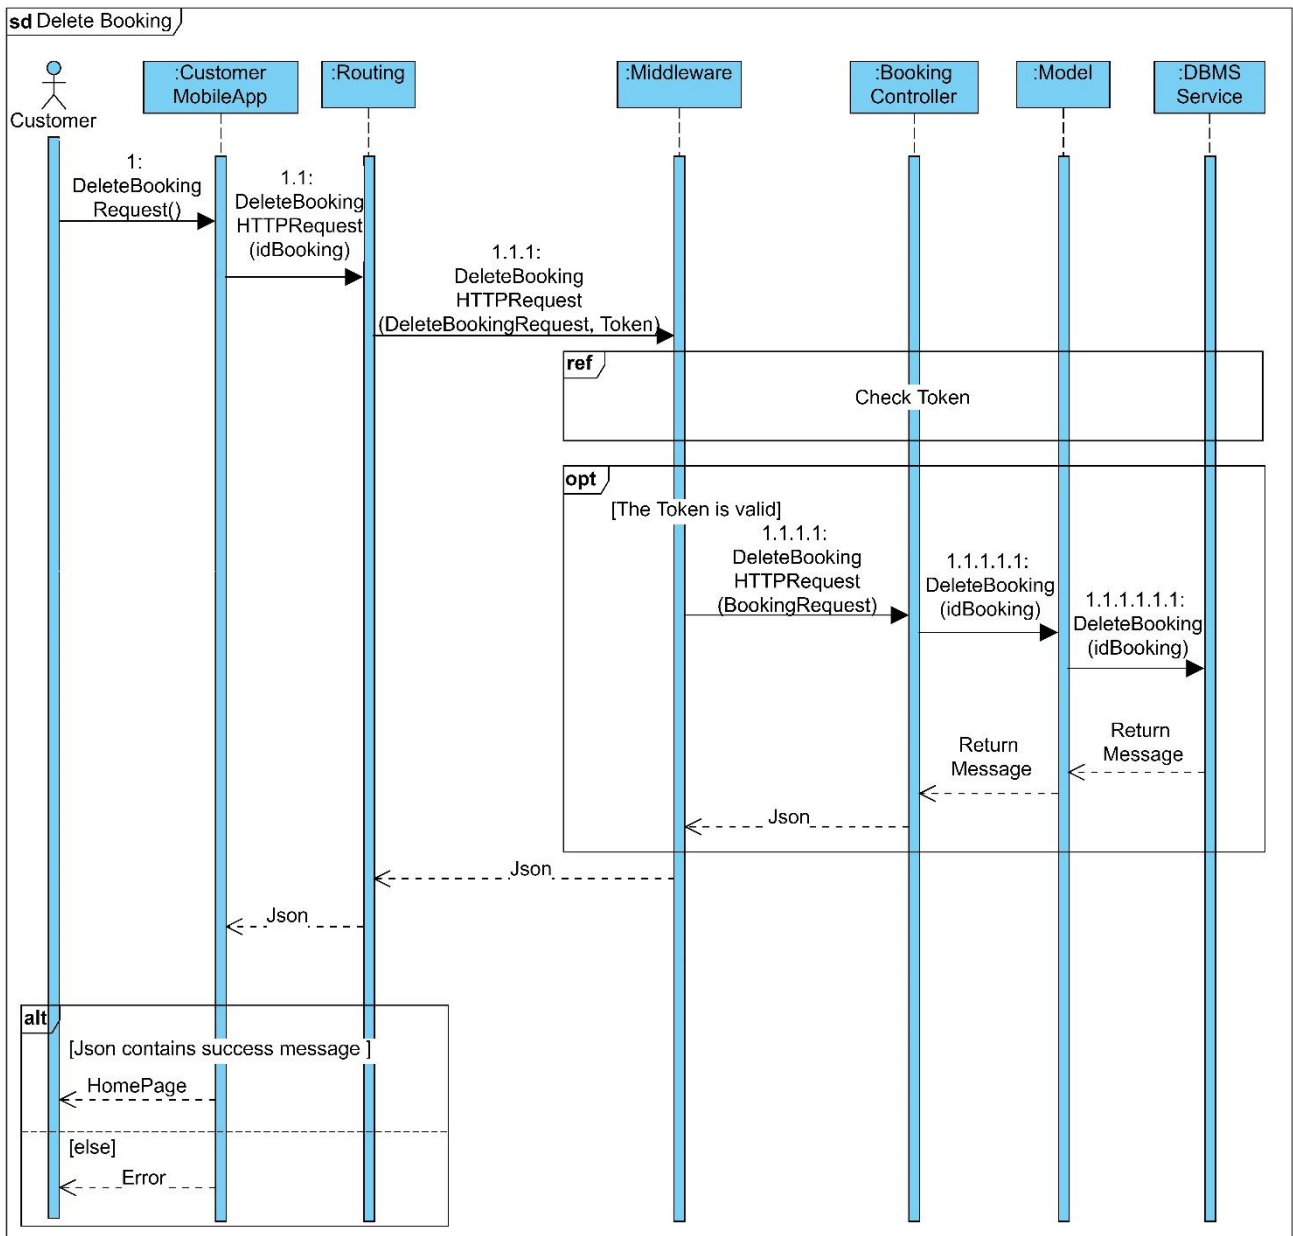 sd Delete Booking
Customer
:Customer
MobileApp
:Routing
:Middleware
:Booking
Controller
:Model
:DBMS
Service
1:
DeleteBooking
Request()
1.1:
DeleteBooking
HTTPRequest
(idBooking)
1.1.1:
DeleteBooking
HTTPRequest
(DeleteBookingRequest, Token)
ref
Check Token
opt
[The Token is valid]
1.1.1.1:
DeleteBooking
HTTPRequest
(BookingRequest)
1.1.1.1.1:
DeleteBooking
(idBooking)
1.1.1.1.1.1:
DeleteBooking
(idBooking)
Return
Message
Return
Message
Json
Json
Json
alt
[Json contains success message ]
HomePage
[else]
Error